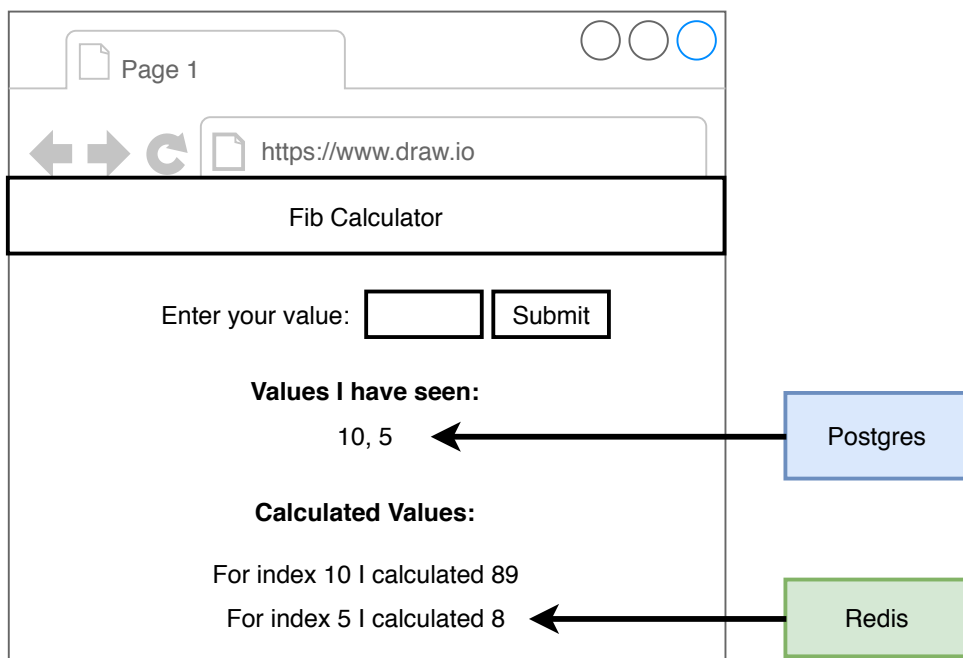 Page 1
https://www.draw.io
Fib Calculator
Enter your value: Submit
Values I have seen:
10, 5
Postgres
Calculated Values:
For index 10 I calculated 89
For index 5 I calculated 8
Redis